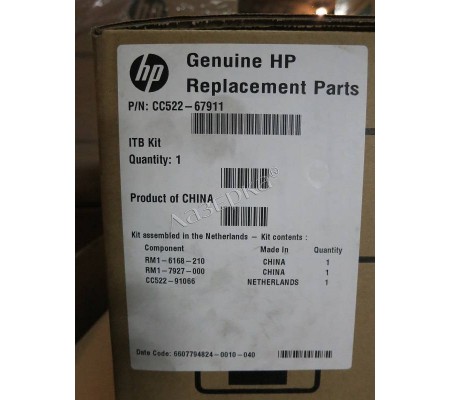 hp
Genuine HP
Replacement Parts
P/N: CC522-67911
ITB Kit
Quantity: 1
Product of CHINA
Kit assembled in the Netherlands - Kit contents :
Component Made In Quantity
RM1-6168-210 CHINA 1
RM1-7927-000 CHINA 1
CC522-91066 NETHERLANDS 1
Date Code: 6607794824-0010-040